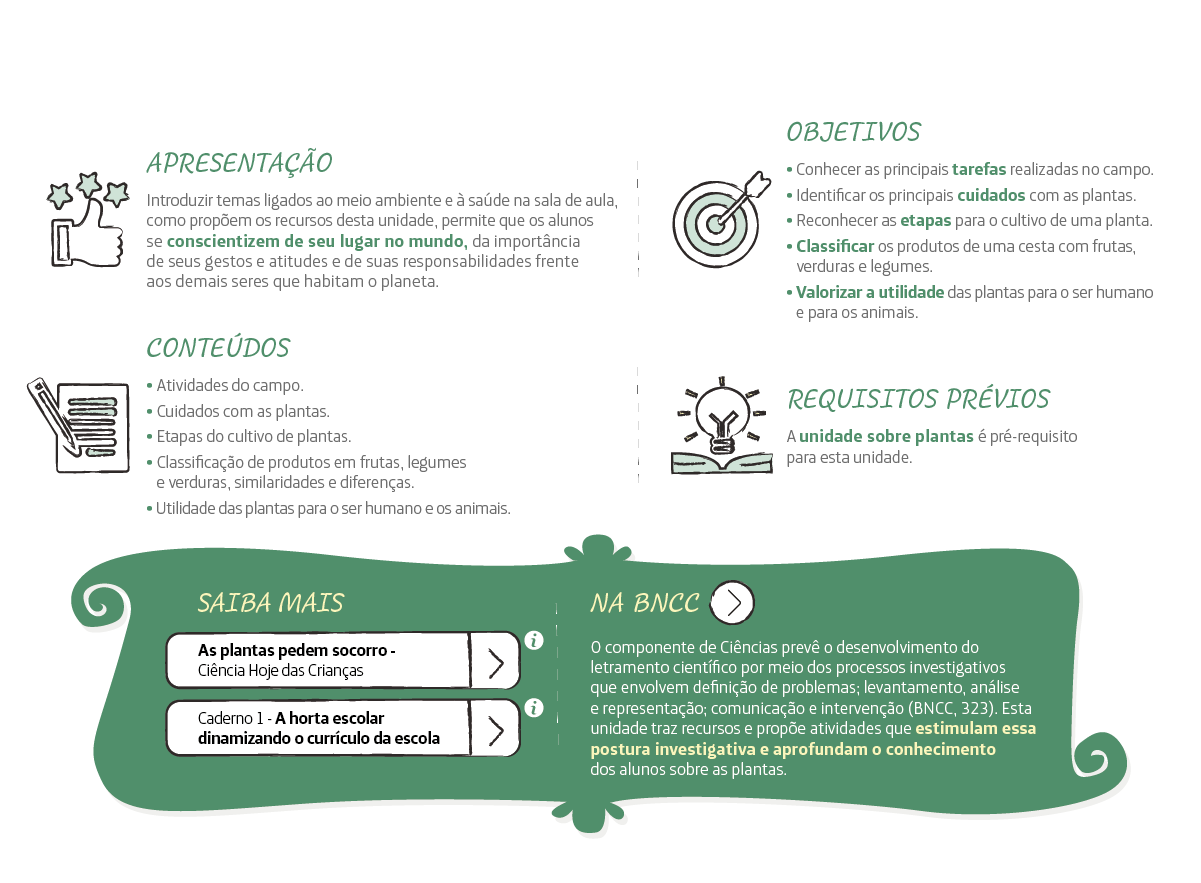 APRESENTAÇÃO
Introduzir temas ligados ao meio ambiente e à saúde na sala de aula,
como propõem os recursos desta unidade, permite que os alunos
se conscientizem de seu lugar no mundo, da importância
de seus gestos e atitudes e de suas responsabilidades frente
aos demais seres que habitam o planeta.
CONTEÚDOS
• Atividades do campo.
• Cuidados com as plantas.
• Etapas do cultivo de plantas.
• Classificação de produtos em frutas, legumes
e verduras, similaridades e diferenças.
• Utilidade das plantas para o ser humano e os animais.
OBJETIVOS
• Conhecer as principais tarefas realizadas no campo.
• Identificar os principais cuidados com as plantas.
• Reconhecer as etapas para o cultivo de uma planta.
• Classificar os produtos de uma cesta com frutas,
verduras e legumes.
• Valorizar a utilidade das plantas para o ser humano
e para os animais.
REQUISITOS PRÉVIOS
A unidade sobre plantas é pré-requisito
para esta unidade.
SAIBA MAIS
As plantas pedem socorro -
Ciência Hoje das Crianças
i
Caderno 1 - A horta escolar
dinamizando o currículo da escola
i
NA BNCC
O componente de Ciências prevê o desenvolvimento do
letramento científico por meio dos processos investigativos
que envolvem definição de problemas; levantamento, análise
e representação; comunicação e intervenção (BNCC, 323). Esta
unidade traz recursos e propõe atividades que estimulam essa
postura investigativa e aprofundam o conhecimento
dos alunos sobre as plantas.